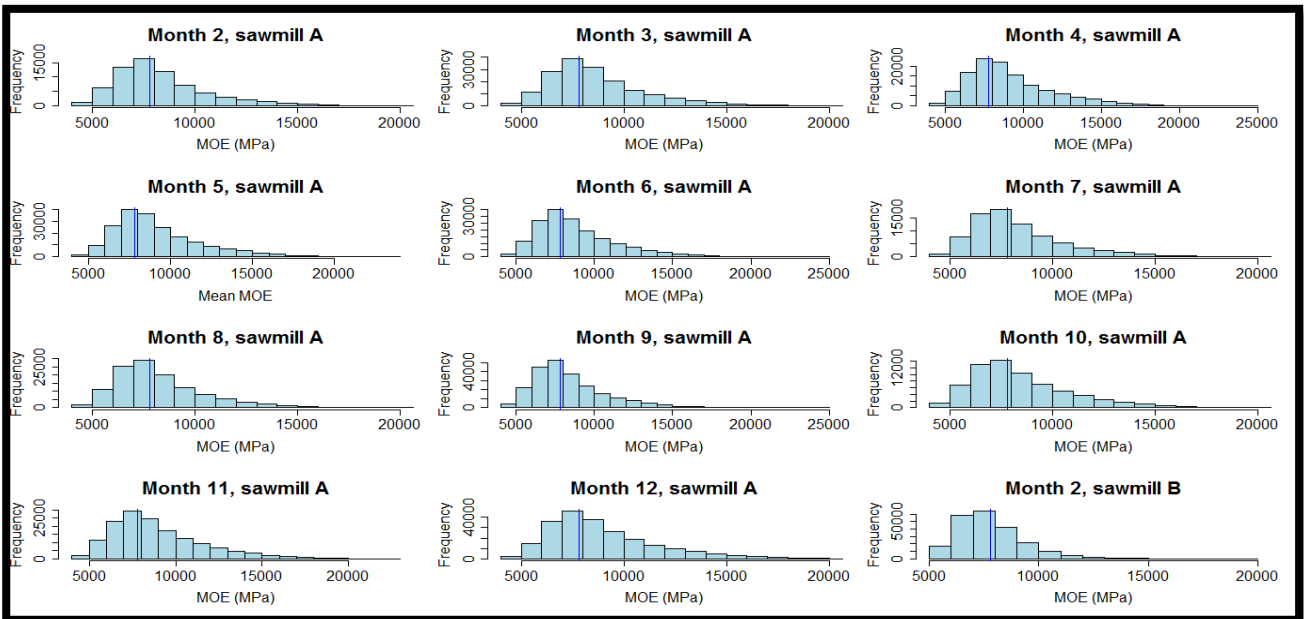 Month 2, sawmill A
Frequency
0 15000
5000 10000 15000 20000
MOE (MPa)
Month 3, sawmill A
Frequency
0 30000
5000 10000 15000 20000
MOE (MPa)
Month 4, sawmill A
Frequency
0 20000
5000 10000 15000 20000 25000
MOE (MPa)
Month 5, sawmill A
Frequency
0 30000
5000 10000 15000 20000
Mean MOE
Month 6, sawmill A
Frequency
0 30000
5000 10000 15000 20000 25000
MOE (MPa)
Month 7, sawmill A
Frequency
0 15000
5000 10000 15000 20000
MOE (MPa)
Month 8, sawmill A
Frequency
0 25000
5000 10000 15000 20000
MOE (MPa)
Month 9, sawmill A
Frequency
0 40000
5000 10000 15000 20000 25000
MOE (MPa)
Month 10, sawmill A
Frequency
0 12000
5000 10000 15000 20000
MOE (MPa)
Month 11, sawmill A
Frequency
0 25000
5000 10000 15000 20000
MOE (MPa)
Month 12, sawmill A
Frequency
0 40000
5000 10000 15000 20000
MOE (MPa)
Month 2, sawmill B
Frequency
0 50000
5000 10000 15000 20000
MOE (MPa)